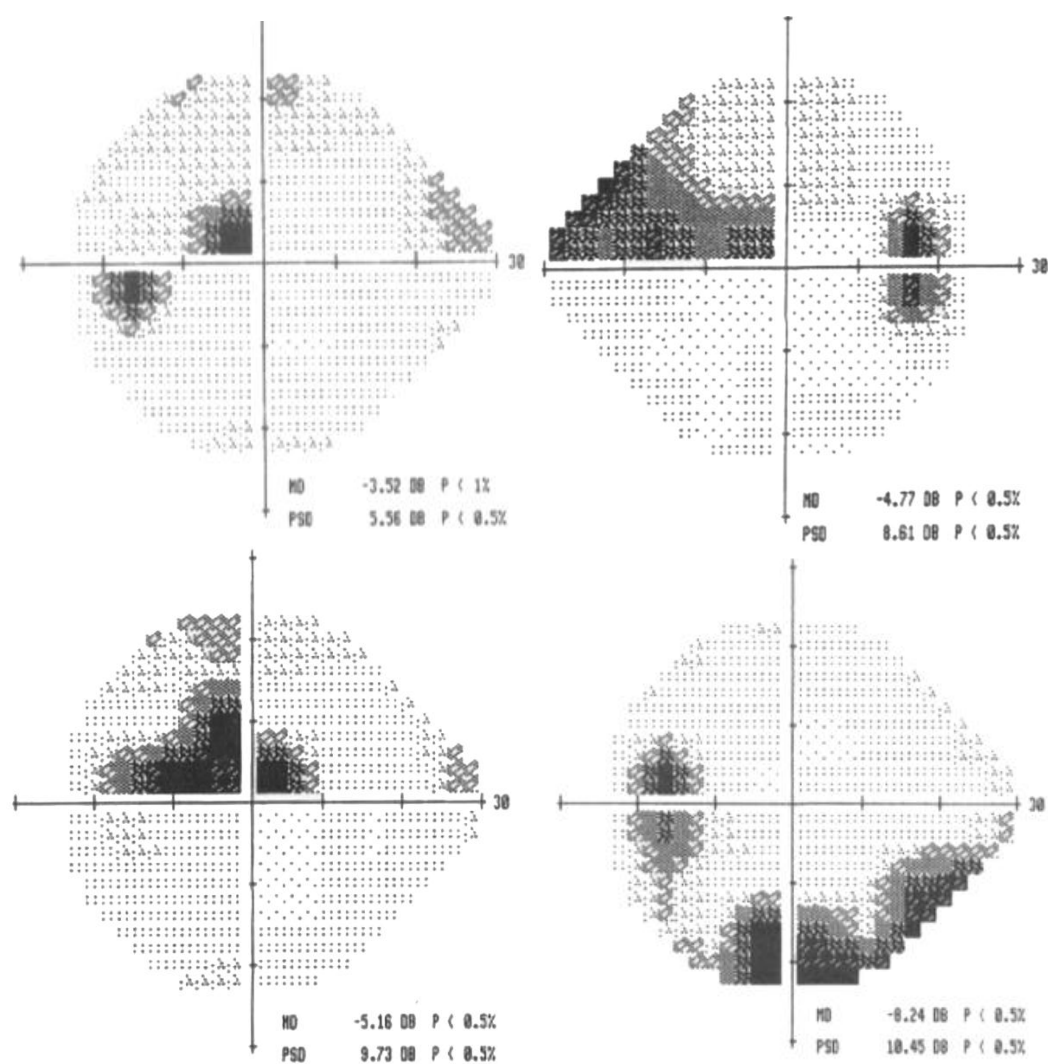 30
30
MD -3.52 DB P < 1%
PSD 5.56 DB P < 0.5%
MD -4.77 DB P < 0.5%
PSD 8.61 DB P < 0.5%
30
30
MD -5.16 DB P < 0.5%
PSD 9.73 DB P < 0.5%
MD -8.24 DB P < 0.5%
PSD 10.45 DB P < 0.5%